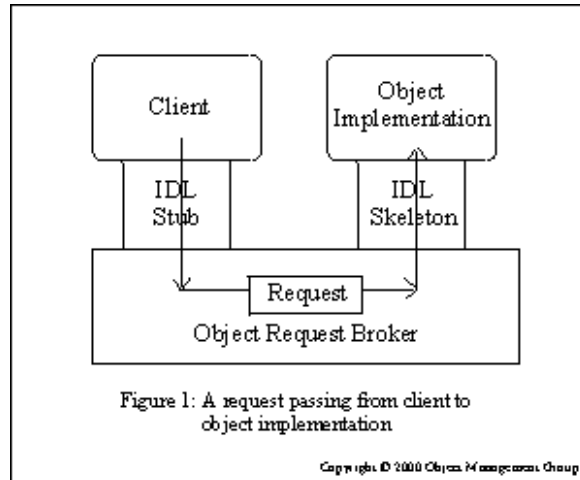 Client
Object
Implementation
IDL
Stub
IDL
Skeleton
Request
Object Request Broker
Figure 1: A request passing from client to
object implementation
Copyright © 2000 Object Management Group